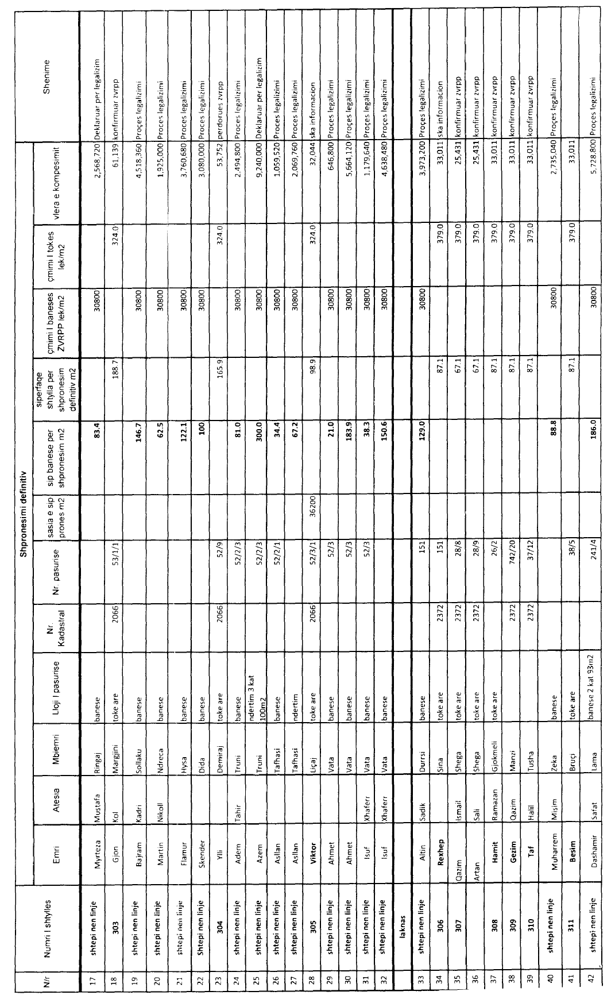 Shpronesimi definitiv
N/r | Numri I shtylles | Emri | Atesia | Mbiemri | Lloji I pasurise | Nr. Kadastral | Nr. pasurise | sasia e sip prones m2 | sip banese per shpronesim m2 | siperfaqe shtylla per shpronesim definitiv m2 | çmimi I baneses ZVRPP lek/m2 | çmimi I tokes lek/m2 | vlera e kompesimit | Shenime
17 | shtepi nen linje | Myrteza | Mustafa | Ringaj | banese | | | | 83.4 | | 30800 | | 2,568,720 | Deklaruar per legalizim
18 | 303 | Gjon | Kol | Margjini | toke are | 2066 | 53/1/1 | | | 188.7 | | 324.0 | 61,139 | konfirmuar zvrpp
19 | shtepi nen linje | Bajram | Kadri | Sollaku | banese | | | | 146.7 | | 30800 | | 4,518,360 | Proçes legalizimi
20 | shtepi nen linje | Martin | Nikoll | Ndreca | banese | | | | 62.5 | | 30800 | | 1,925,000 | Proces legalizimi
21 | shtepi nen linje | Flamur | | Hysa | banese | | | | 122.1 | | 30800 | | 3,760,680 | Proces legalizimi
22 | Shtepi nen linje | Skender | | Dida | banese | | | | 100 | | 30800 | | 3,080,000 | Proces legalizimi
23 | 304 | Ylli | | Demiraj | toke are | 2066 | 52/9 | | | 165.9 | | 324.0 | 53,752 | perdorues zvrpp
24 | shtepi nen linje | Adem | Tahir | Truni | banese | | 52/2/3 | | 81.0 | | 30800 | | 2,494,800 | Proces legalizimi
25 | shtepi nen linje | Azem | | Truni | ndertim 3 kat 100m2 | | 52/2/3 | | 300.0 | | 30800 | | 9,240,000 | Deklaruar per legalizim
26 | shtepi nen linje | Asllan | | Tafhasi | banese | | 52/2/1 | | 34.4 | | 30800 | | 1,059,520 | Proces legalizimi
27 | shtepi nen linje | Asllan | | Tafhasi | ndertim | | | | 67.2 | | 30800 | | 2,069,760 | Proces legalizimi
28 | 305 | Viktor | | Liçaj | toke are | 2066 | 52/3/1 | 36200 | | 98.9 | | 324.0 | 32,044 | ska informacion
29 | shtepi nen linje | Ahmet | | Vata | banese | | 52/3 | | 21.0 | | 30800 | | 646,800 | Proçes legalizimi
30 | shtepi nen linje | Ahmet | | Vata | banese | | 52/3 | | 183.9 | | 30800 | | 5,664,120 | Proçes legalizimi
31 | shtepi nen linje | Isuf | Xhaferr | Vata | banese | | 52/3 | | 38.3 | | 30800 | | 1,179,640 | Proçes legalizimi
32 | shtepi nen linje | Isuf | Xhaferr | Vata | banese | | | | 150.6 | | 30800 | | 4,638,480 | Proçes legalizimi
laknas
33 | shtepi nen linje | Altin | Sadik | Durrsi | banese | | 151 | | 129.0 | | 30800 | | 3,973,200 | Proçes legalizimi
34 | 306 | Rexhep | | Sina | toke are | 2372 | 151 | | | 87.1 | | 379.0 | 33,011 | ska informacion
35 | 307 | Qazim | Ismail | Shega | toke are | 2372 | 28/8 | | | 67.1 | | 379.0 | 25,431 | konfirmuar zvrpp
36 | | Artan | Sali | Shega | toke are | 2372 | 28/9 | | | 67.1 | | 379.0 | 25,431 | konfirmuar zvrpp
37 | 308 | Hamit | Ramazan | Gjokmeli | toke are | | 26/2 | | | 87.1 | | 379.0 | 33,011 | konfirmuar zvrpp
38 | 309 | Gezim | Qazim | Manzi | | 2372 | 742/20 | | | 87.1 | | 379.0 | 33,011 | konfirmuar zvrpp
39 | 310 | Taf | Halil | Tusha | | 2372 | 37/12 | | | 87.1 | | 379.0 | 33,011 | konfirmuar zvrpp
40 | shtepi nen linje | Muharrem | Misim | Zeka | banese | | | | 88.8 | | 30800 | | 2,735,040 | Proçes legalizimi
41 | 311 | Besim | | Bruçi | toke are | | 38/5 | | | 87.1 | | 379.0 | 33,011
42 | shtepi nen linje | Dashamir | Safat | Lama | banese 2 kat 93m2 | | 241/4 | | 186.0 | | 30800 | | 5,728,800 | Proçes legalizimi